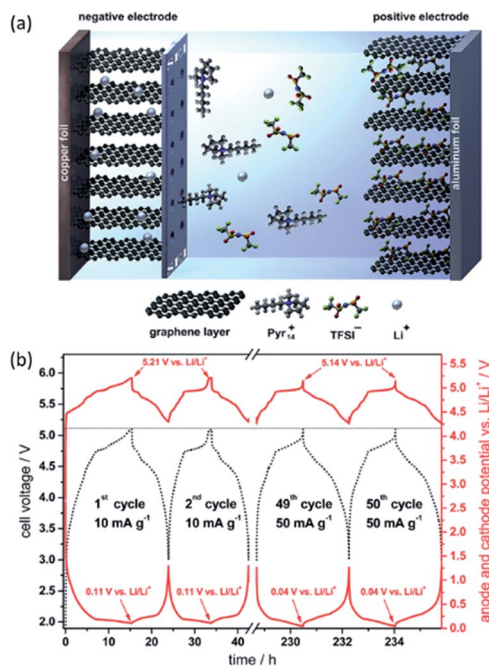 (a)
negative electrode
positive electrode
copper foil
aluminum foil
graphene layer
Pyr₁₄⁺
TFSI⁻
Li⁺
(b)
5.21 V vs. Li/Li⁺
5.14 V vs. Li/Li⁺
6.0
5.5
5.0
4.5
4.0
3.5
3.0
2.5
2.0
cell voltage / V
1ˢᵗ cycle
10 mA g⁻¹
2ⁿᵈ cycle
10 mA g⁻¹
49ᵗʰ cycle
50 mA g⁻¹
50ᵗʰ cycle
50 mA g⁻¹
0.11 V vs. Li/Li⁺
0.11 V vs. Li/Li⁺
0.04 V vs. Li/Li⁺
0.04 V vs. Li/Li⁺
5.5
5.0
4.5
4.0
3.5
3.0
2.5
2.0
1.5
1.0
0.5
0.0
anode and cathode potential vs. Li/Li⁺ / V
0
10
20
30
40
230
232
234
time / h